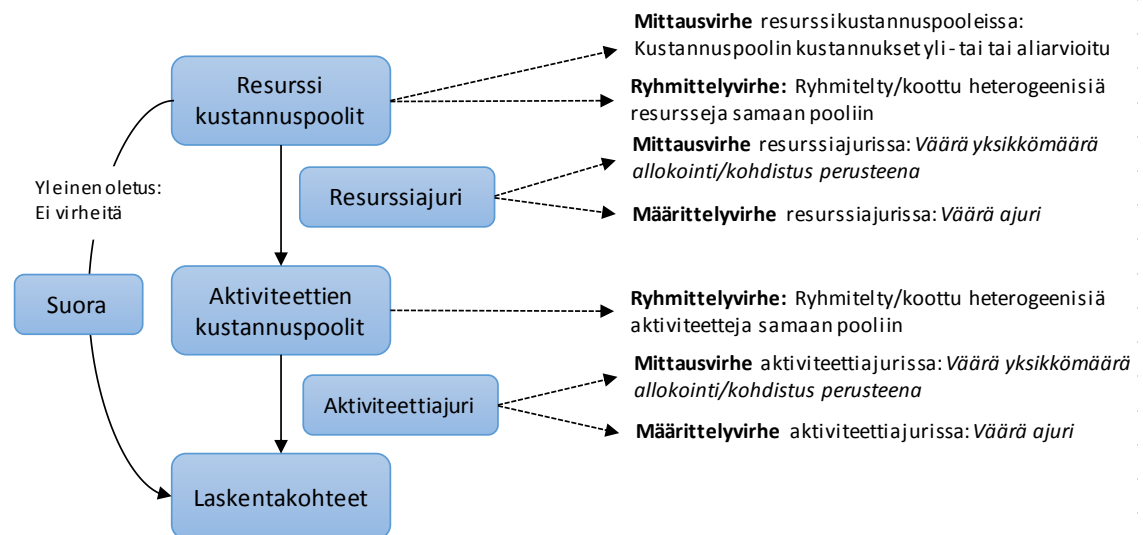 Mittausvirhe resurssikustannuspooleissa:
Kustannuspoolin kustannukset yli- tai tai aliarvioitu
Resurssi
kustannuspoolit
Ryhmittelyvirhe: Ryhmitelty/koottu heterogeenisiä
resursseja samaan pooliin
Mittausvirhe resurssiajurissa: Väärä yksikkömäärä
allokointi/kohdistus perusteena
Yleinen oletus:
Ei virheitä
Resurssiajuri
Määrittelyvirhe resurssiajurissa: Väärä ajuri
Suora
Aktiviteettien
kustannuspoolit
Ryhmittelyvirhe: Ryhmitelty/koottu heterogeenisiä
aktiviteetteja samaan pooliin
Mittausvirhe aktiviteettiajurissa: Väärä yksikkömäärä
allokointi/kohdistus perusteena
Aktiviteettiajuri
Määrittelyvirhe aktiviteettiajurissa: Väärä ajuri
Laskentakohteet